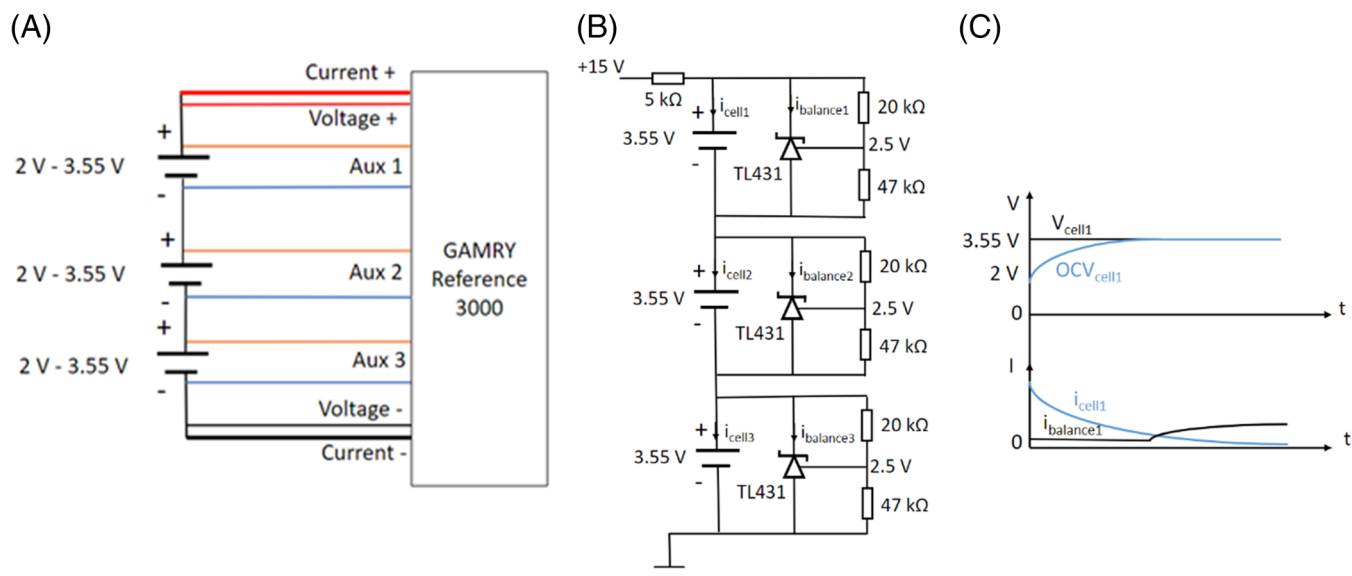 (A)
Current +
Voltage +
+
2 V - 3.55 V
Aux 1
-
+
2 V - 3.55 V
Aux 2
-
+
2 V - 3.55 V
Aux 3
-
Voltage -
Current -
GAMRY
Reference
3000
(B)
+15 V
5 kΩ
+
icell1
ibalance1
20 kΩ
3.55 V
2.5 V
-
TL431
47 kΩ
+
icell2
ibalance2
20 kΩ
3.55 V
2.5 V
-
TL431
47 kΩ
+
icell3
ibalance3
20 kΩ
3.55 V
2.5 V
-
TL431
47 kΩ
(C)
V
Vcell1
3.55 V
OCVcell1
2 V
0
t
I
icell1
ibalance1
0
t